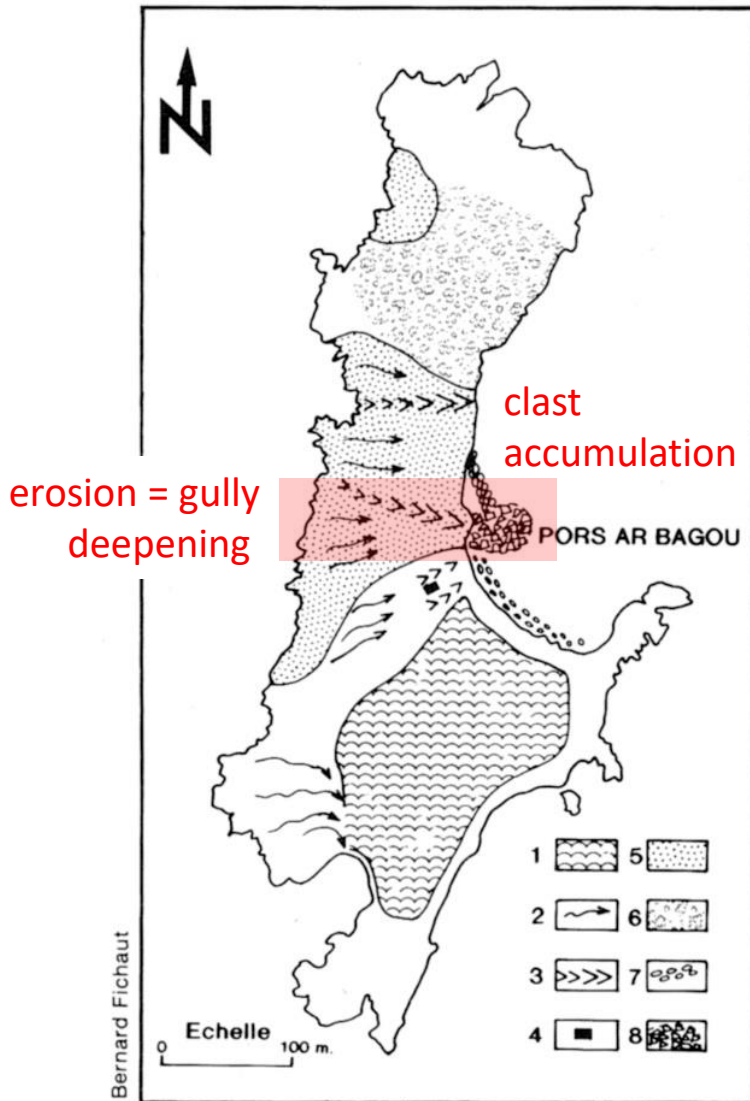 N
clast
accumulation
erosion = gully
deepening
PORS AR BAGOU
1
5
2
6
3
7
4
8
Echelle
0
100 m.
Bernard Fichaut